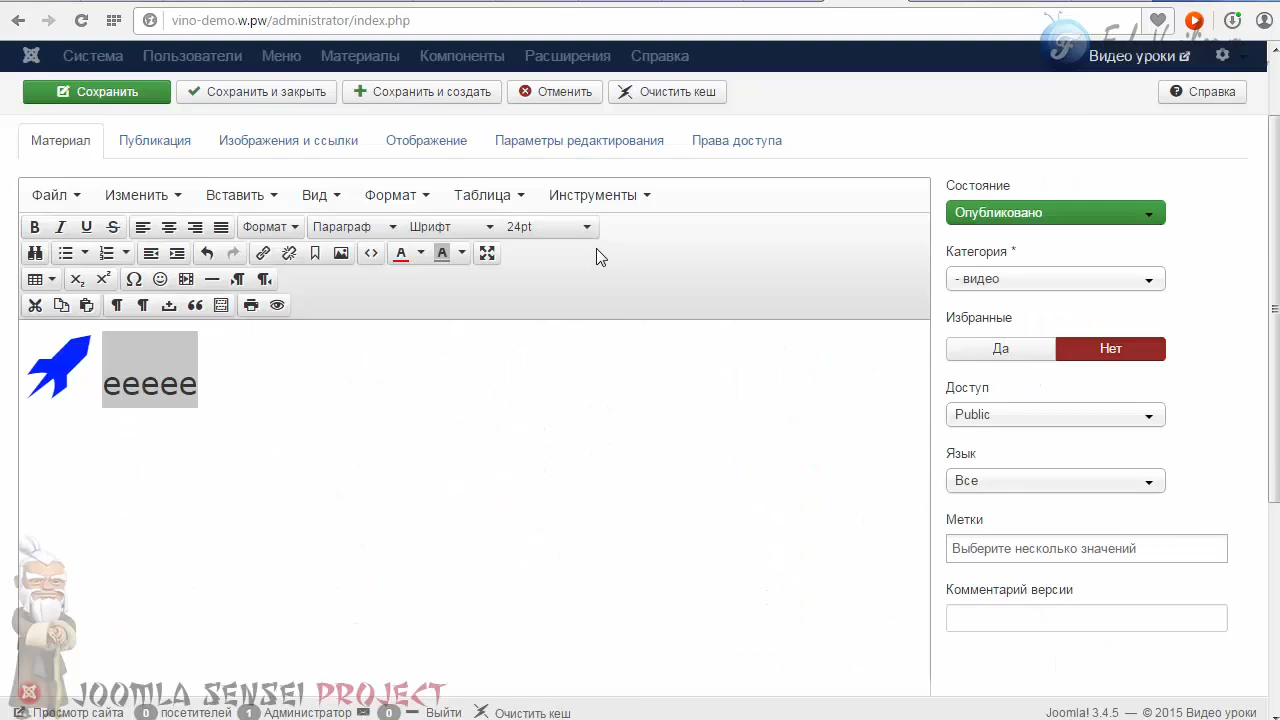 vino-demo.w.pw/administrator/index.php
Система Пользователи Меню Материалы Компоненты Расширения Справка Видео уроки
Сохранить Сохранить и закрыть Сохранить и создать Отменить Очистить кеш Справка
Материал Публикация Изображения и ссылки Отображение Параметры редактирования Права доступа
Файл Изменить Вставить Вид Формат Таблица Инструменты
B I U S Формат Параграф Шрифт 24pt
A A
eeeee
Состояние
Опубликовано
Категория *
- видео
Избранные
Да Нет
Доступ
Public
Язык
Все
Метки
Выберите несколько значений
Комментарий версии
JOOMLA SENSEI PROJECT
Просмотр сайта 0 посетителей 1 Администратор 0 Выйти Очистить кеш Joomla! 3.4.5 — © 2015 Видео уроки